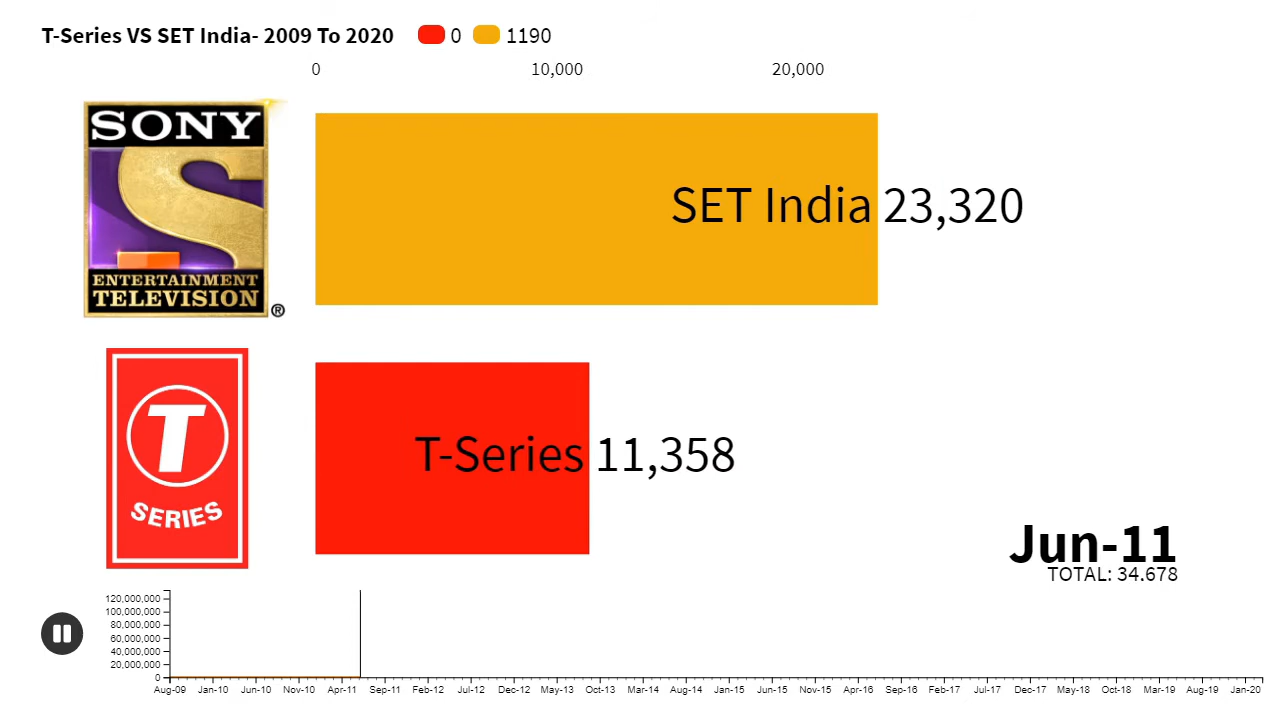 T-Series VS SET India- 2009 To 2020 0 1190
0 10,000 20,000
SONY
ENTERTAINMENT
TELEVISION ®
SET India 23,320
T
SERIES
T-Series 11,358
Jun-11
TOTAL: 34.678
120,000,000
100,000,000
80,000,000
60,000,000
40,000,000
20,000,000
0
Aug-09 Jan-10 Jun-10 Nov-10 Apr-11 Sep-11 Feb-12 Jul-12 Dec-12 May-13 Oct-13 Mar-14 Aug-14 Jan-15 Jun-15 Nov-15 Apr-16 Sep-16 Feb-17 Jul-17 Dec-17 May-18 Oct-18 Mar-19 Aug-19 Jan-20